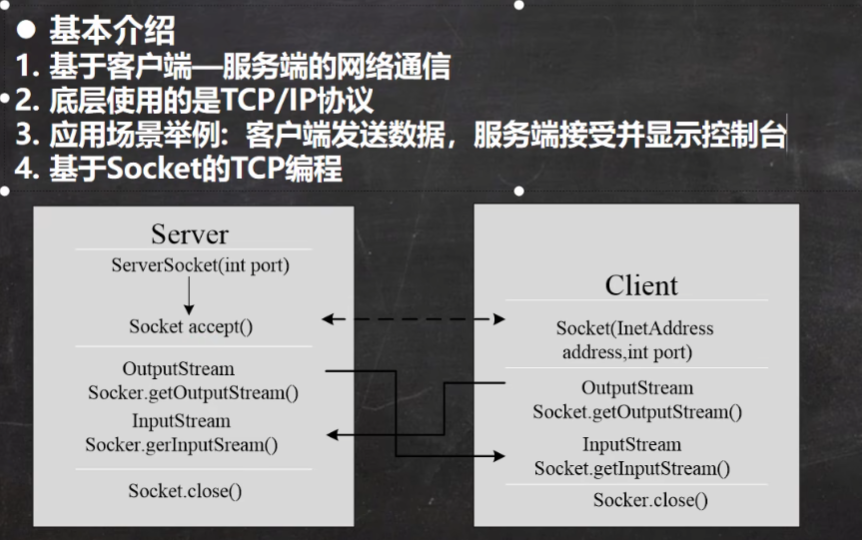 ● 基本介绍
1. 基于客户端—服务端的网络通信
2. 底层使用的是TCP/IP协议
3. 应用场景举例：客户端发送数据，服务端接受并显示控制台
4. 基于Socket的TCP编程
Server
ServerSocket(int port)
Socket accept()
OutputStream
Socker.getOutputStream()
InputStream
Socker.gerInputSream()
Socket.close()
Client
Socket(InetAddress
address,int port)
OutputStream
Socket.getOutputStream()
InputStream
Socket.getInputStream()
Socker.close()